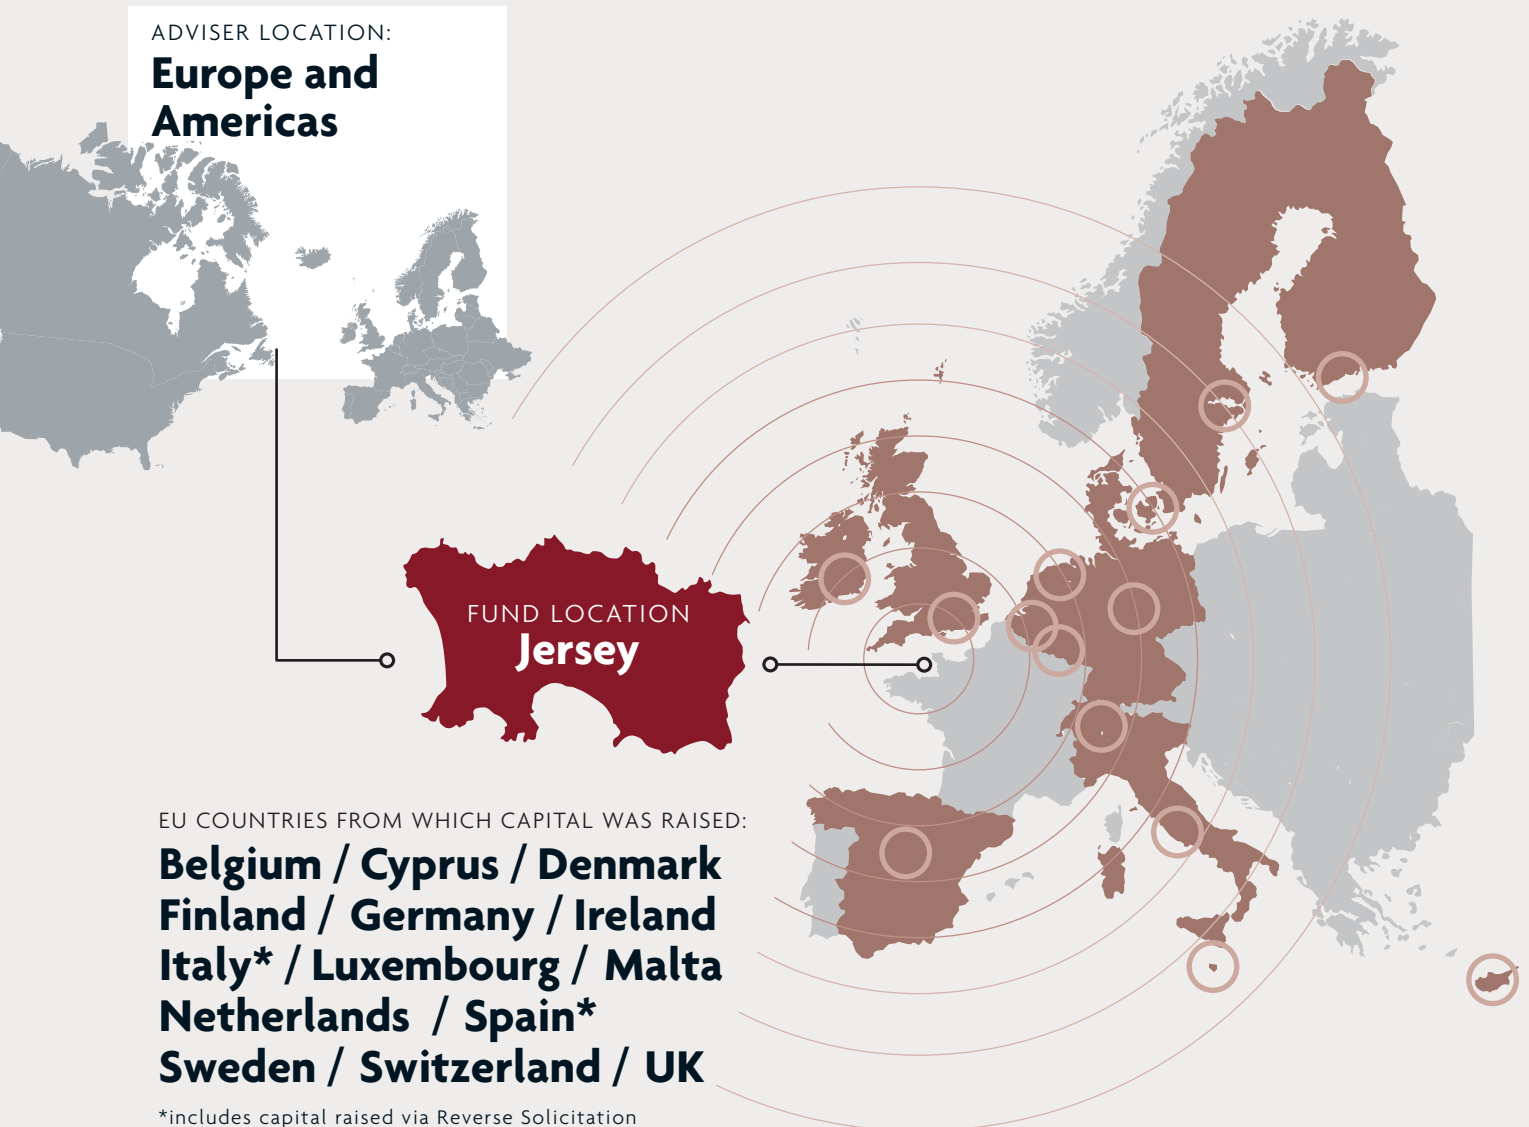 ADVISER LOCATION:
Europe and
Americas
FUND LOCATION
Jersey
EU COUNTRIES FROM WHICH CAPITAL WAS RAISED:
Belgium / Cyprus / Denmark
Finland / Germany / Ireland
Italy* / Luxembourg / Malta
Netherlands / Spain*
Sweden / Switzerland / UK
*includes capital raised via Reverse Solicitation